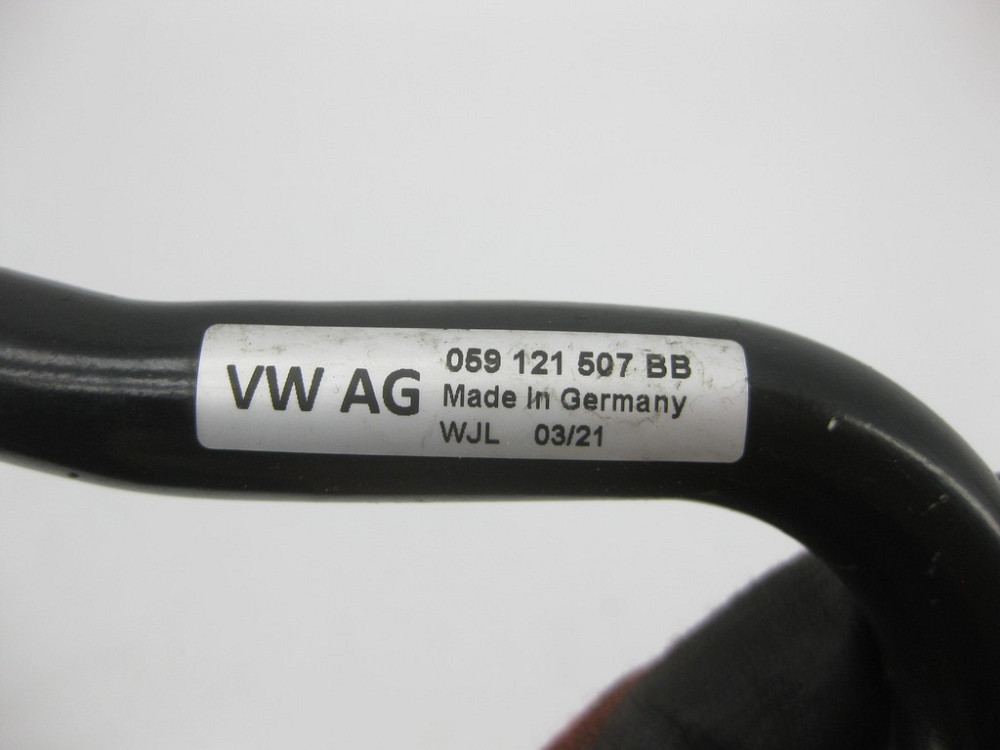 VW AG
059 121 507 BB
Made In Germany
WJL 03/21